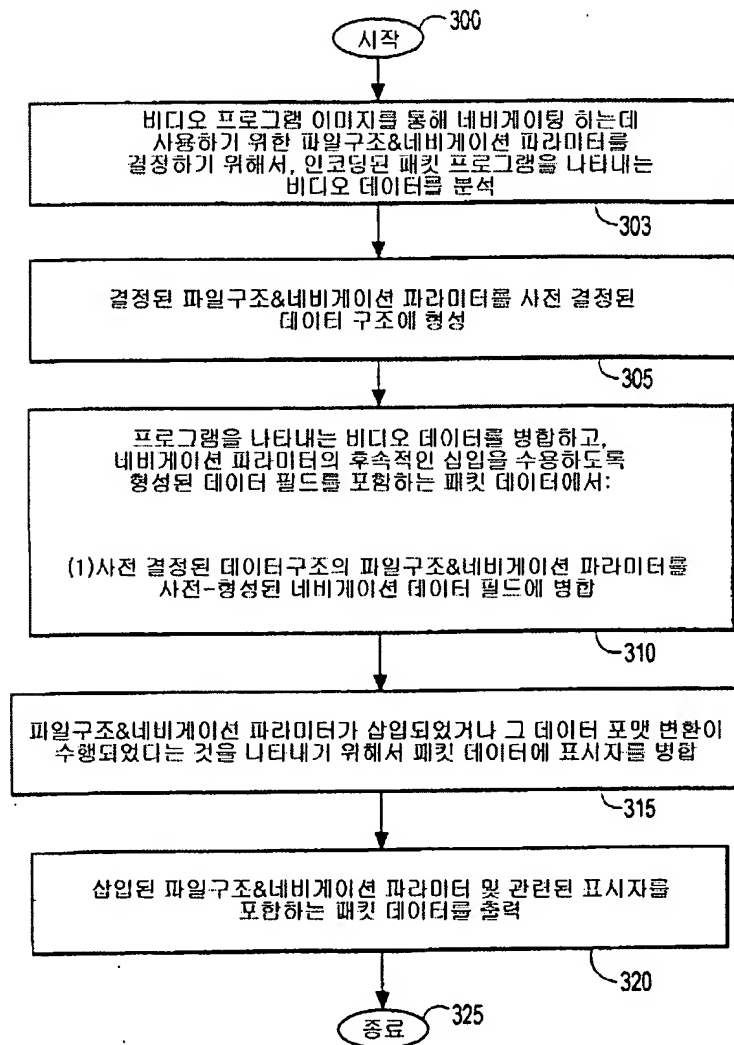 시작
300
비디오 프로그램 이미지를 통해 네비게이팅 하는데
사용하기 위한 파일구조&네비게이션 파라미터를
결정하기 위해서, 인코딩된 패킷 프로그램을 나타내는
비디오 데이터를 분석
303
결정된 파일구조&네비게이션 파라미터를 사전 결정된
데이터 구조에 형성
305
프로그램을 나타내는 비디오 데이터를 병합하고,
네비게이션 파라미터의 후속적인 삽입을 수용하도록
형성된 데이터 필드를 포함하는 패킷 데이터에서:
(1)사전 결정된 데이터구조의 파일구조&네비게이션 파라미터를
사전-형성된 네비게이션 데이터 필드에 병합
310
파일구조&네비게이션 파라미터가 삽입되었거나 그 데이터 포맷 변환이
수행되었다는 것을 나타내기 위해서 패킷 데이터에 표시자를 병합
315
삽입된 파일구조&네비게이션 파라미터 및 관련된 표시자를
포함하는 패킷 데이터를 출력
320
325
종료